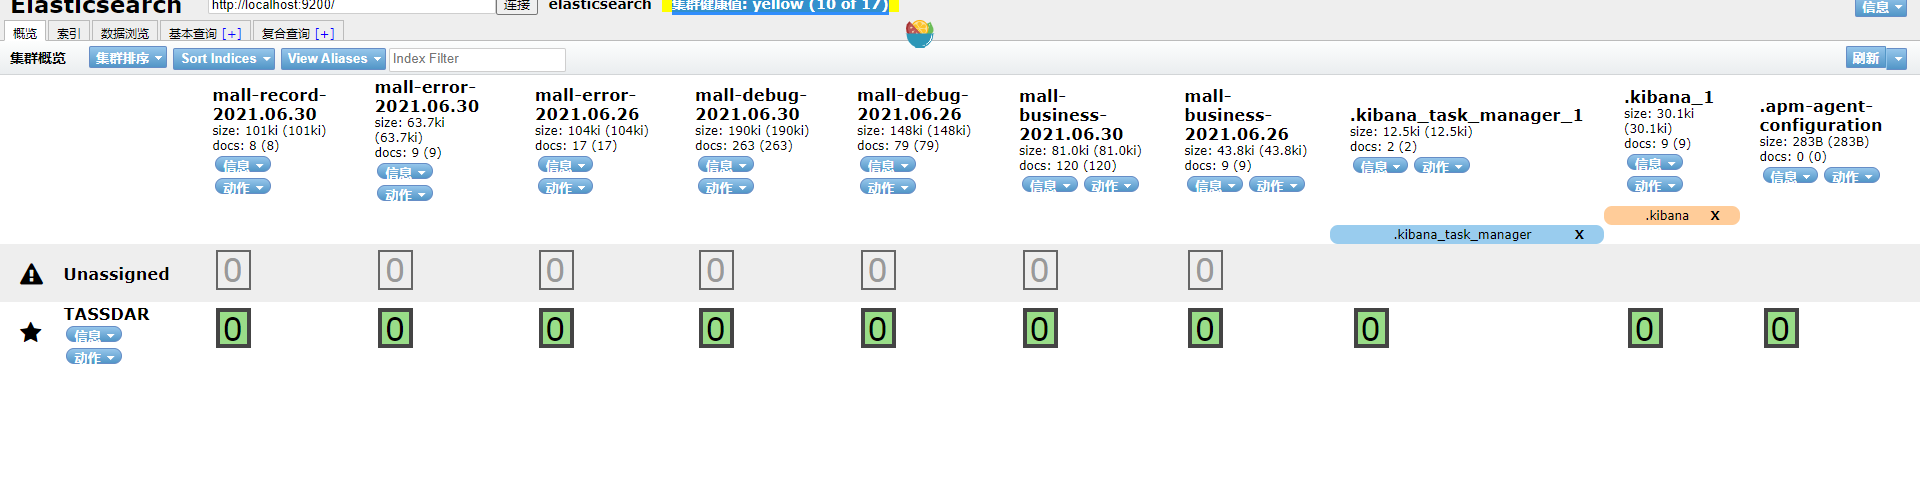 Elasticsearch http://localhost:9200/ 连接 elasticsearch 集群健康值: yellow (10 of 17) 信息
概览 索引 数据浏览 基本查询 [+] 复合查询 [+]
集群概览 集群排序 Sort Indices View Aliases Index Filter 刷新
mall-record-
2021.06.30
size: 101ki (101ki)
docs: 8 (8)
信息
动作
mall-error-
2021.06.30
size: 63.7ki
(63.7ki)
docs: 9 (9)
信息
动作
mall-error-
2021.06.26
size: 104ki (104ki)
docs: 17 (17)
信息
动作
mall-debug-
2021.06.30
size: 190ki (190ki)
docs: 263 (263)
信息
动作
mall-debug-
2021.06.26
size: 148ki (148ki)
docs: 79 (79)
信息
动作
mall-
business-
2021.06.30
size: 81.0ki (81.0ki)
docs: 120 (120)
信息 动作
mall-
business-
2021.06.26
size: 43.8ki (43.8ki)
docs: 9 (9)
信息 动作
.kibana_task_manager_1
size: 12.5ki (12.5ki)
docs: 2 (2)
信息 动作
.kibana_1
size: 30.1ki
(30.1ki)
docs: 9 (9)
信息
动作
.apm-agent-
configuration
size: 283B (283B)
docs: 0 (0)
信息 动作
.kibana X
.kibana_task_manager X
Unassigned 0 0 0 0 0 0 0
TASSDAR 0 0 0 0 0 0 0 0 0 0
信息
动作